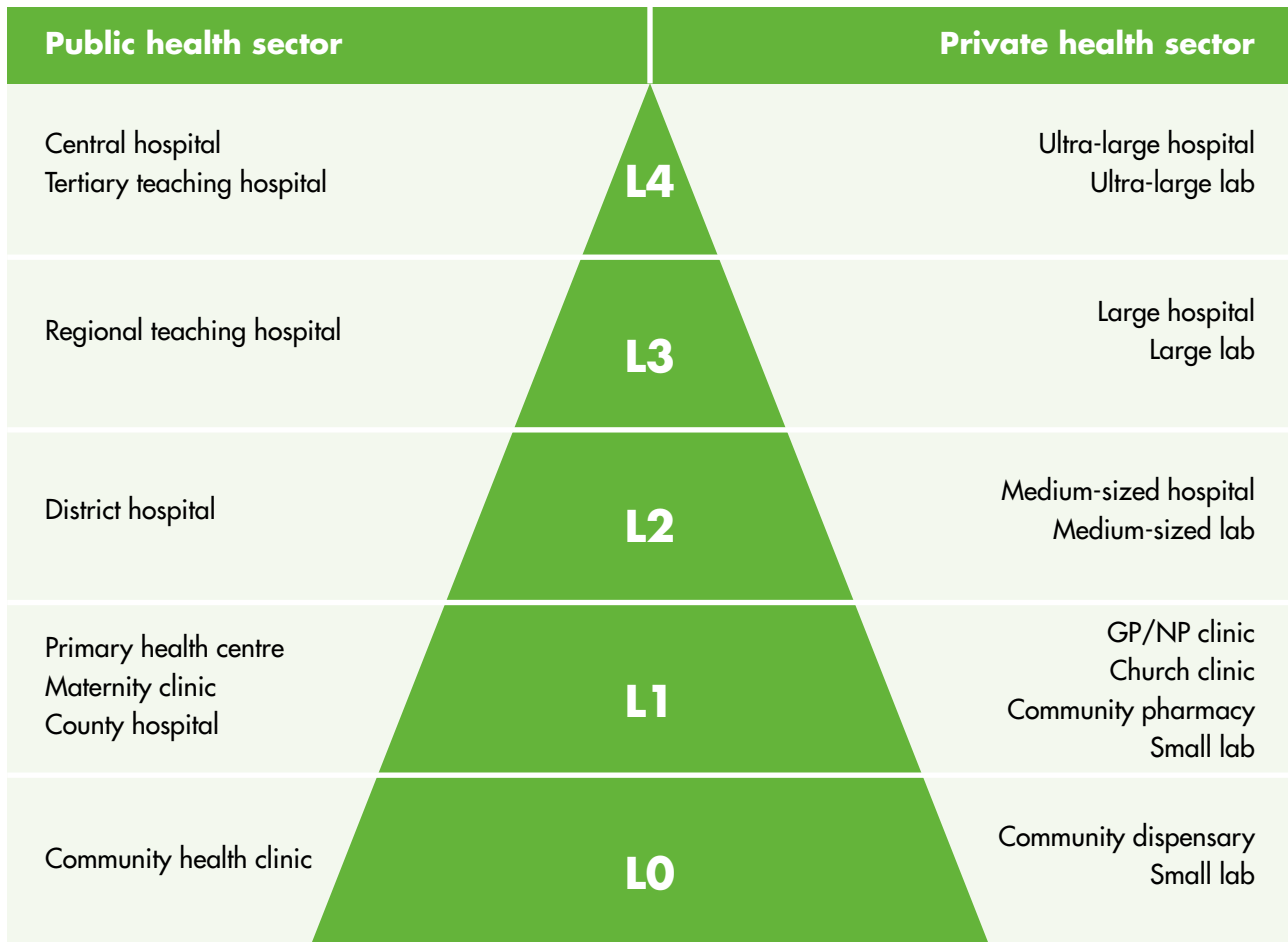 Public health sector
Private health sector
Central hospital
Tertiary teaching hospital
L4
Ultra-large hospital
Ultra-large lab
Regional teaching hospital
L3
Large hospital
Large lab
District hospital
L2
Medium-sized hospital
Medium-sized lab
Primary health centre
Maternity clinic
County hospital
L1
GP/NP clinic
Church clinic
Community pharmacy
Small lab
Community health clinic
L0
Community dispensary
Small lab